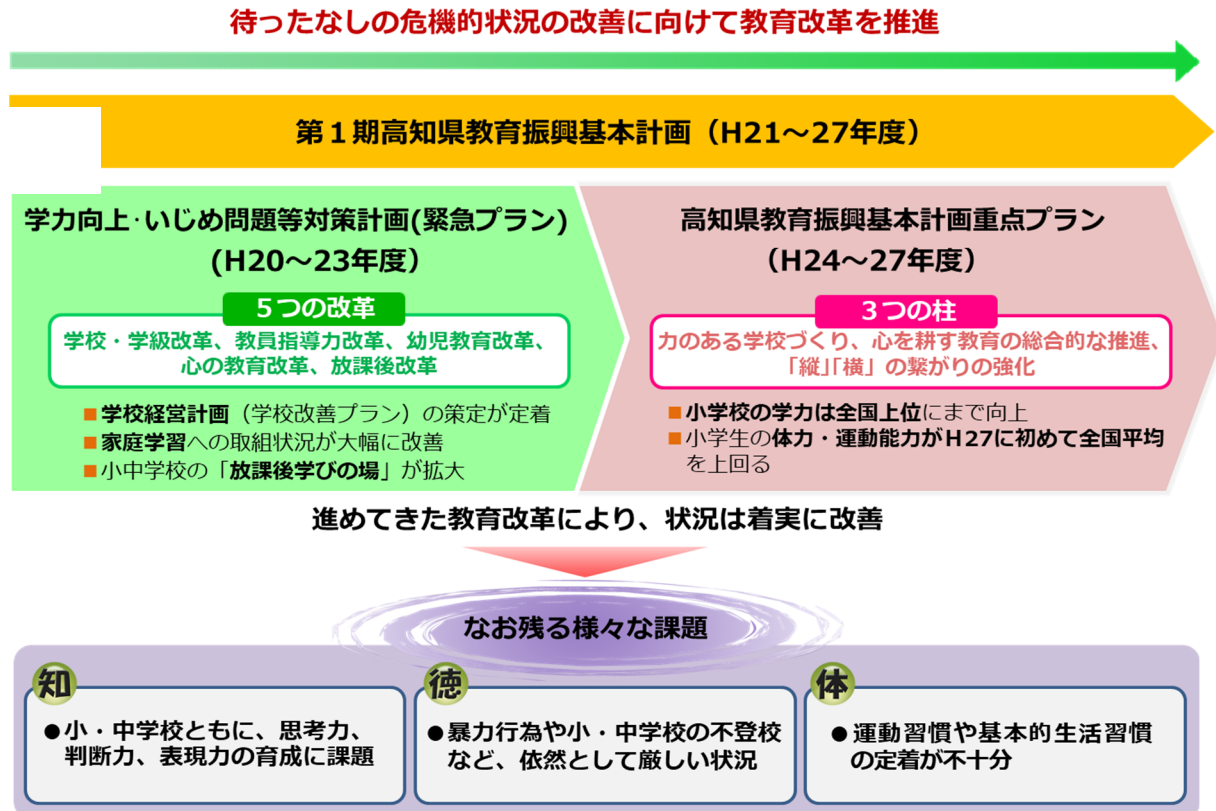 待ったなしの危機的状況の改善に向けて教育改革を推進
第１期高知県教育振興基本計画（H21～27年度）
学力向上･いじめ問題等対策計画(緊急プラン)
(H20～23年度）
５つの改革
学校・学級改革、教員指導力改革、幼児教育改革、
心の教育改革、放課後改革
■学校経営計画（学校改善プラン）の策定が定着
■家庭学習への取組状況が大幅に改善
■小中学校の「放課後学びの場」が拡大
高知県教育振興基本計画重点プラン
（H24～27年度）
３つの柱
力のある学校づくり、心を耕す教育の総合的な推進、
「縦」「横」の繋がりの強化
■小学校の学力は全国上位にまで向上
■小学生の体力・運動能力がＨ27に初めて全国平均
を上回る
進めてきた教育改革により、状況は着実に改善
なお残る様々な課題
知
●小・中学校ともに、思考力、
判断力、表現力の育成に課題
徳
●暴力行為や小・中学校の不登校
など、依然として厳しい状況
体
●運動習慣や基本的生活習慣
の定着が不十分